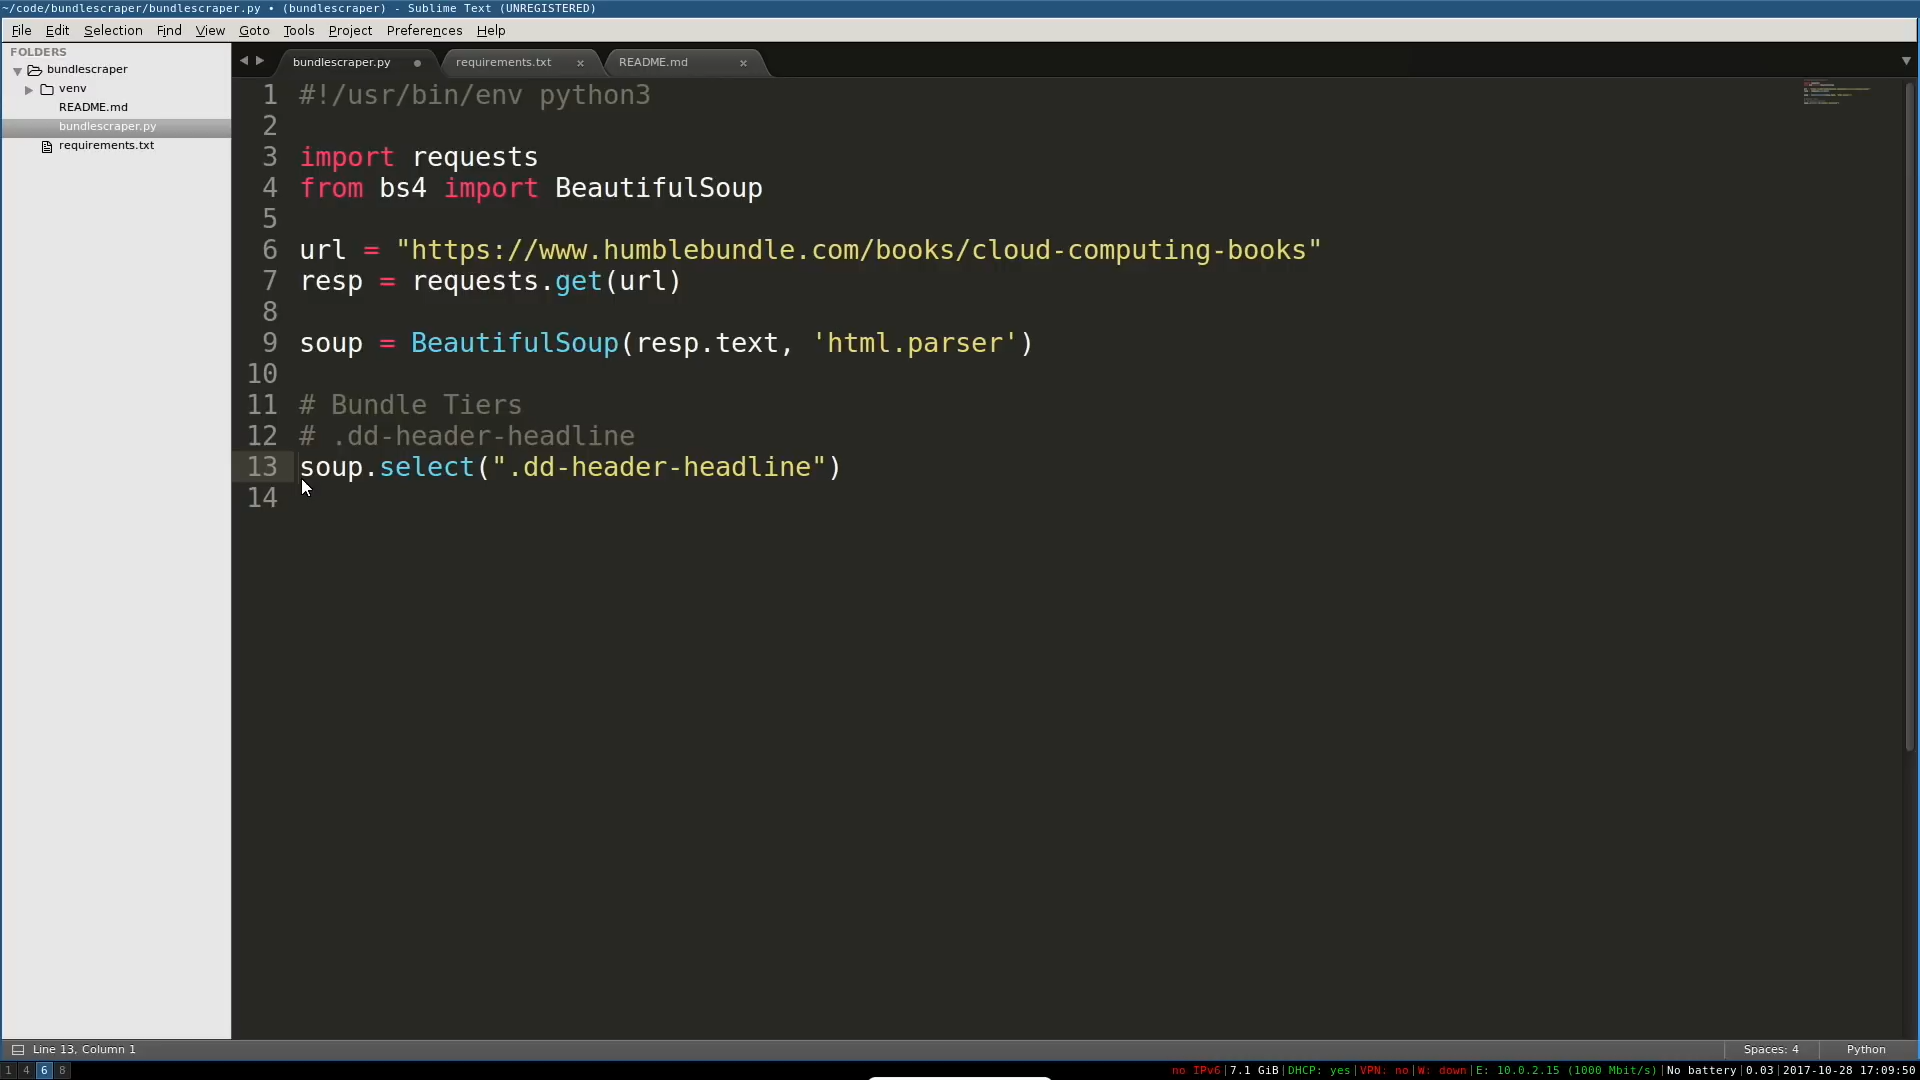 ~/code/bundlescraper/bundlescraper.py • (bundlescraper) - Sublime Text (UNREGISTERED)
File Edit Selection Find View Goto Tools Project Preferences Help
FOLDERS
bundlescraper
venv
README.md
bundlescraper.py
requirements.txt
bundlescraper.py requirements.txt README.md
1 #!/usr/bin/env python3
2
3 import requests
4 from bs4 import BeautifulSoup
5
6 url = "https://www.humblebundle.com/books/cloud-computing-books"
7 resp = requests.get(url)
8
9 soup = BeautifulSoup(resp.text, 'html.parser')
10
11 # Bundle Tiers
12 # .dd-header-headline
13 soup.select(".dd-header-headline")
14
Line 13, Column 1 Spaces: 4 Python
1 4 6 8 no IPv6|7.1 GiB|DHCP: yes|VPN: no|W: down|E: 10.0.2.15 (1000 Mbit/s)|No battery|0.03|2017-10-28 17:09:50